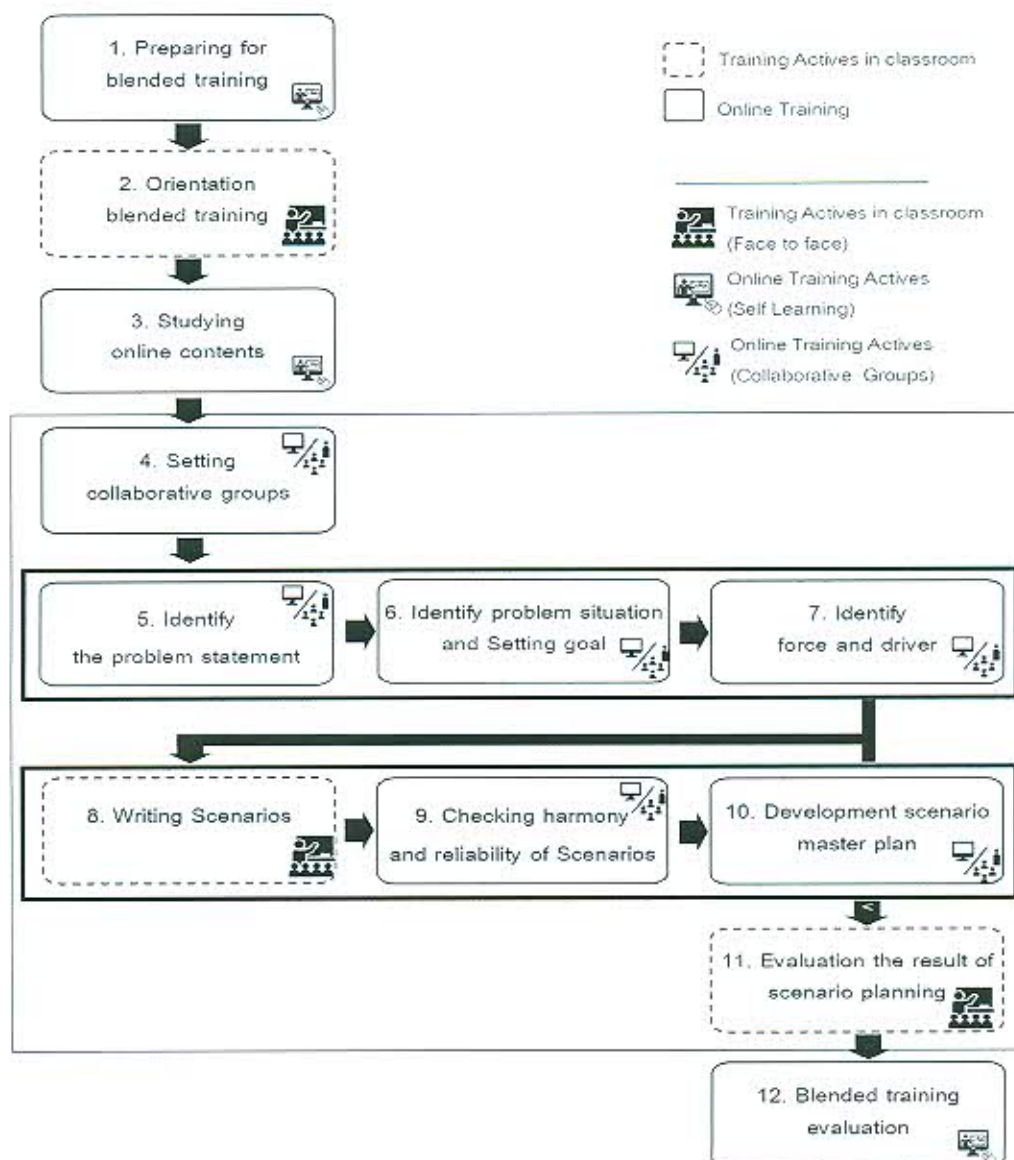 1. Preparing for
blended training
Training Actives in classroom
Online Training
2. Orientation
blended training
Training Actives in classroom
(Face to face)
Online Training Actives
(Self Learning)
Online Training Actives
(Collaborative Groups)
3. Studying
online contents
4. Setting
collaborative groups
5. Identify
the problem statement
6. Identify problem situation
and Setting goal
7. Identify
force and driver
8. Writing Scenarios
9. Checking harmony
and reliability of Scenarios
10. Development scenario
master plan
11. Evaluation the result of
scenario planning
12. Blended training
evaluation